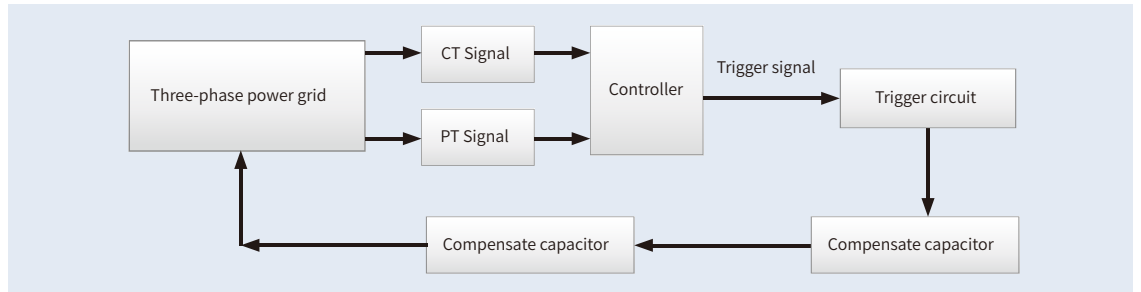 Three-phase power grid
CT Signal
PT Signal
Controller
Trigger signal
Trigger circuit
Compensate capacitor
Compensate capacitor